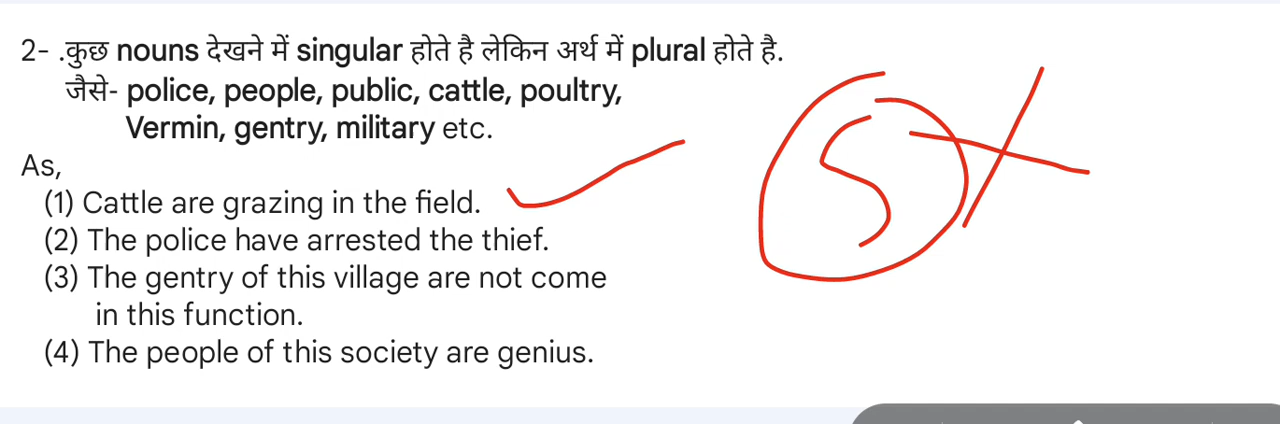 2- .कुछ nouns देखने में singular होते है लेकिन अर्थ में plural होते है.
जैसे- police, people, public, cattle, poultry,
Vermin, gentry, military etc.
As,
(1) Cattle are grazing in the field.
(2) The police have arrested the thief.
(3) The gentry of this village are not come
in this function.
(4) The people of this society are genius.
S